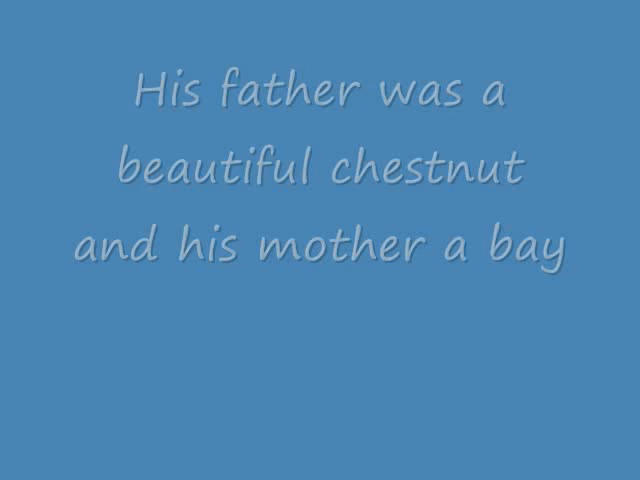 His father was a
beautiful chestnut
and his mother a bay